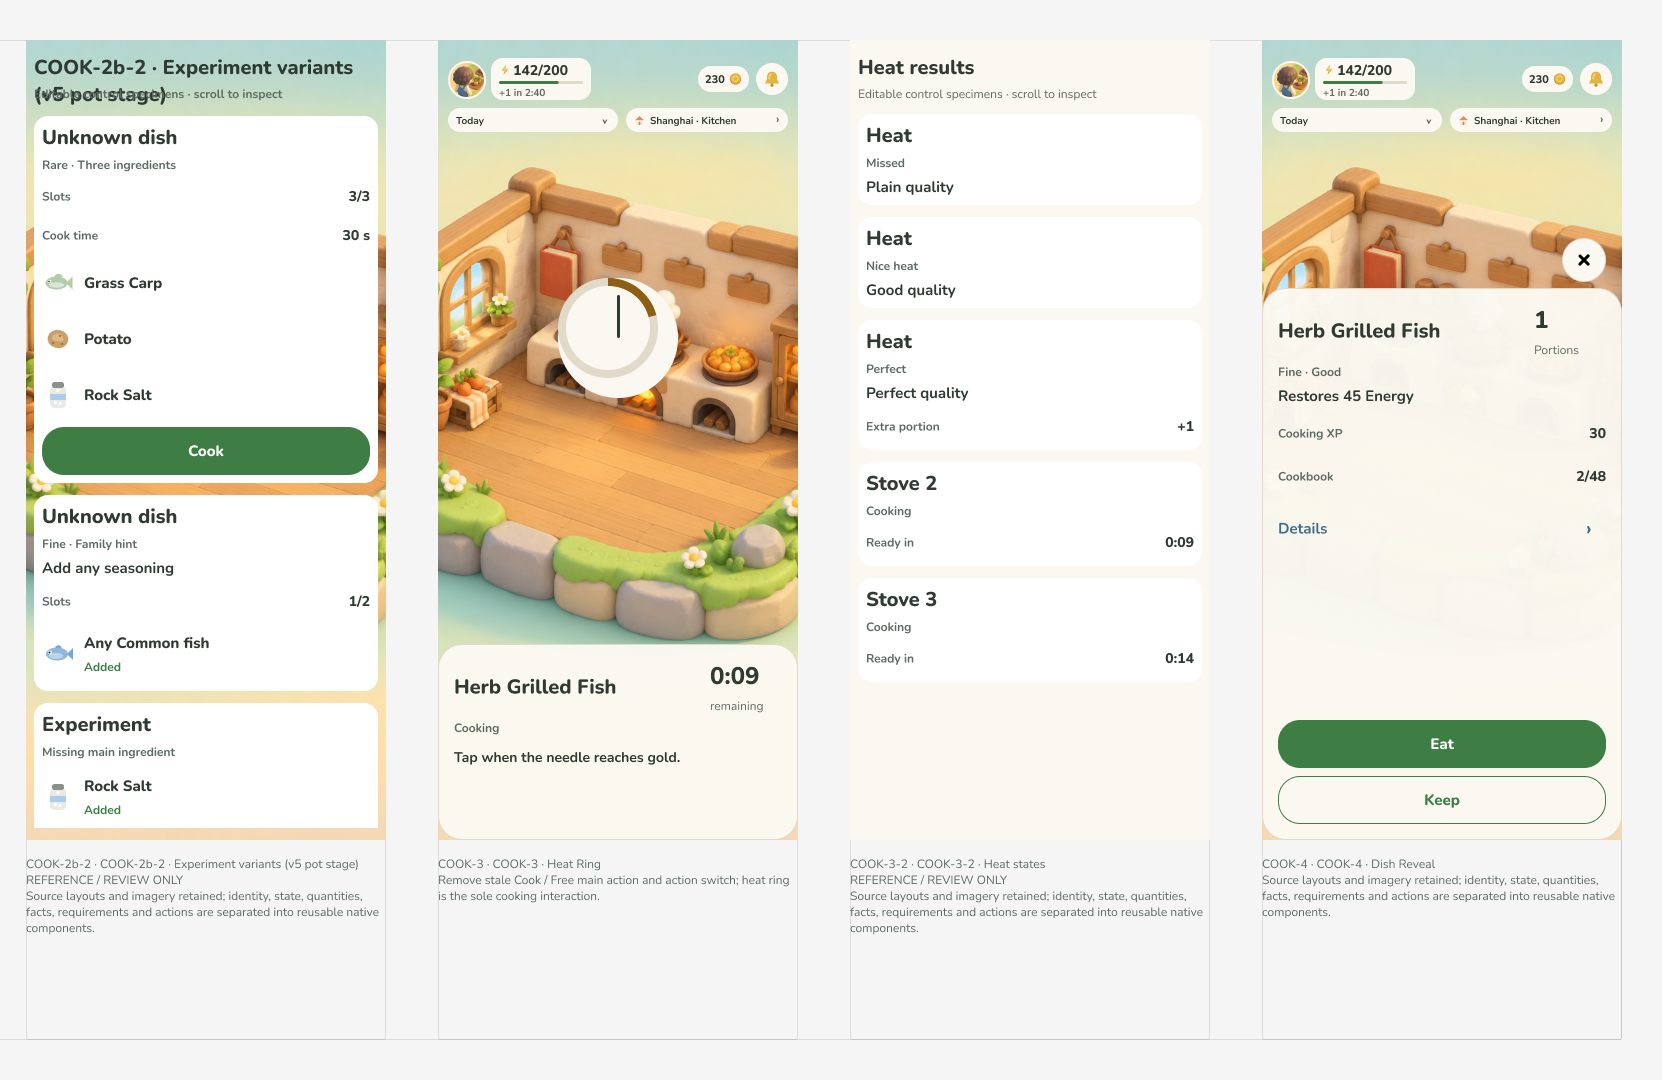 COOK-2b-2 · Experiment variants
(v5 pot stage)
Editable control specimens · scroll to inspect
Unknown dish
Rare · Three ingredients
Slots 3/3
Cook time 30 s
Grass Carp
Potato
Rock Salt
Cook
Unknown dish
Fine · Family hint
Add any seasoning
Slots 1/2
Any Common fish
Added
Experiment
Missing main ingredient
Rock Salt
Added
COOK-2b-2 · COOK-2b-2 · Experiment variants (v5 pot stage)
REFERENCE / REVIEW ONLY
Source layouts and imagery retained; identity, state, quantities,
facts, requirements and actions are separated into reusable native
components.
142/200
+1 in 2:40
230
Today
Shanghai · Kitchen
Herb Grilled Fish
0:09
remaining
Cooking
Tap when the needle reaches gold.
COOK-3 · COOK-3 · Heat Ring
Remove stale Cook / Free main action and action switch; heat ring
is the sole cooking interaction.
Heat results
Editable control specimens · scroll to inspect
Heat
Missed
Plain quality
Heat
Nice heat
Good quality
Heat
Perfect
Perfect quality
Extra portion +1
Stove 2
Cooking
Ready in 0:09
Stove 3
Cooking
Ready in 0:14
COOK-3-2 · COOK-3-2 · Heat states
REFERENCE / REVIEW ONLY
Source layouts and imagery retained; identity, state, quantities,
facts, requirements and actions are separated into reusable native
components.
142/200
+1 in 2:40
230
Today
Shanghai · Kitchen
Herb Grilled Fish
1
Portions
Fine · Good
Restores 45 Energy
Cooking XP 30
Cookbook 2/48
Details
Eat
Keep
COOK-4 · COOK-4 · Dish Reveal
Source layouts and imagery retained; identity, state, quantities,
facts, requirements and actions are separated into reusable native
components.